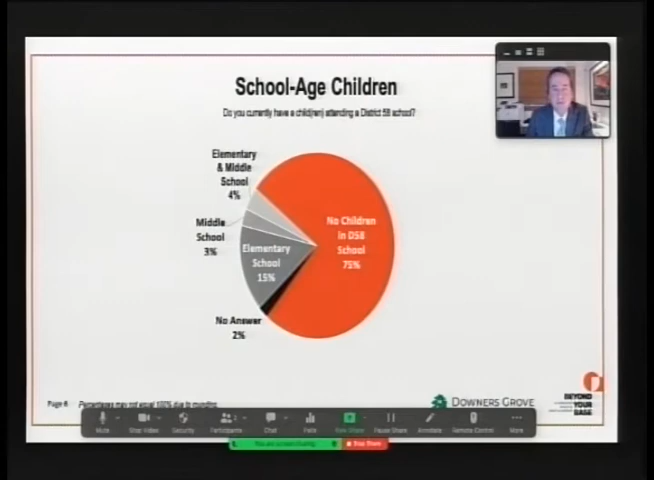 School-Age Children
Do you currently have a child(ren) attending a District 58 school?
Elementary
& Middle
School
4%
Middle
School
3%
No Children
in D58
School
75%
Elementary
School
15%
No Answer
2%
Page 6 Percentages may not equal 100% due to rounding.
DOWNERS GROVE
BEYOND
YOUR
BASE
Mute
Stop Video
Security
Participants
Chat
Polls
New Share
Pause Share
Annotate
Remote Control
More
You are screen sharing
Stop Share